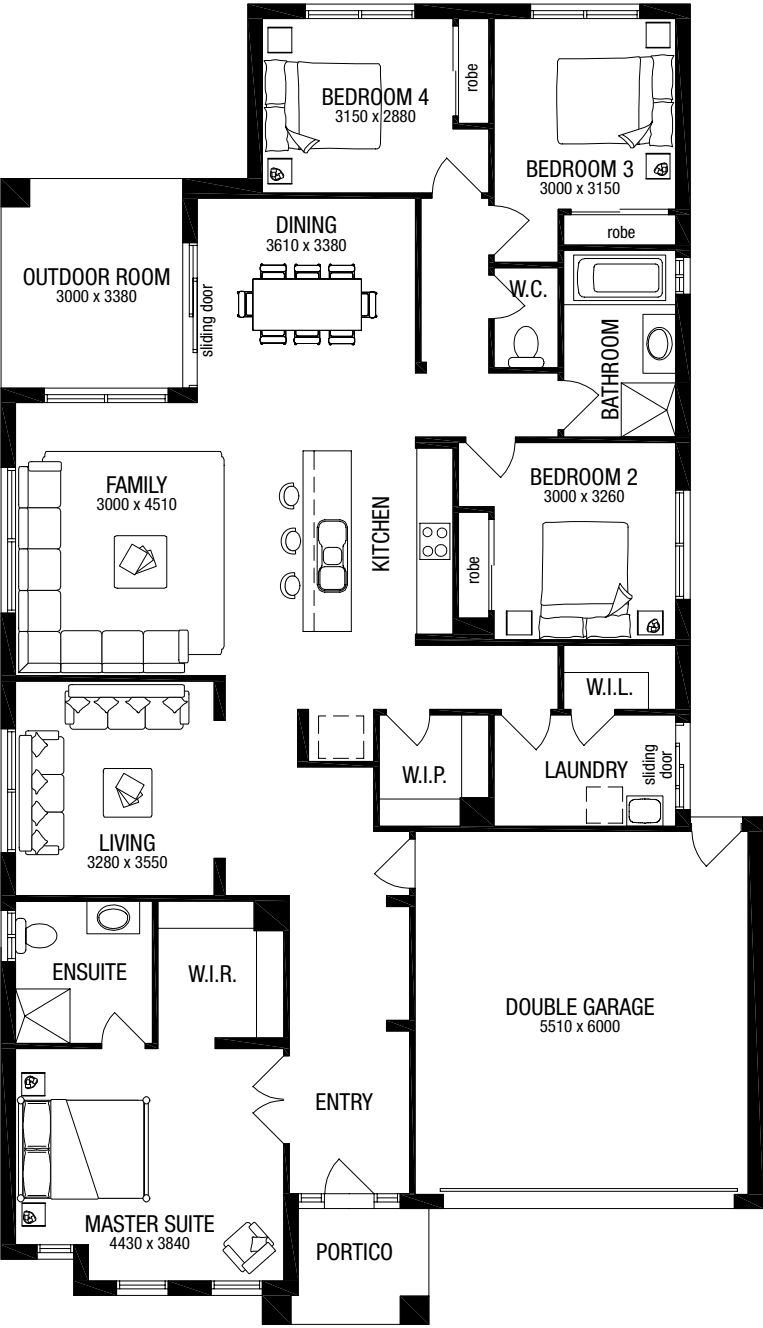 BEDROOM 4
3150 x 2880
robe
BEDROOM 3
3000 x 3150
robe
DINING
3610 x 3380
OUTDOOR ROOM
3000 x 3380
sliding door
W.C.
BATHROOM
FAMILY
3000 x 4510
KITCHEN
BEDROOM 2
3000 x 3260
robe
W.I.L.
W.I.P.
LAUNDRY
sliding
door
LIVING
3280 x 3550
ENSUITE
W.I.R.
DOUBLE GARAGE
5510 x 6000
ENTRY
MASTER SUITE
4430 x 3840
PORTICO